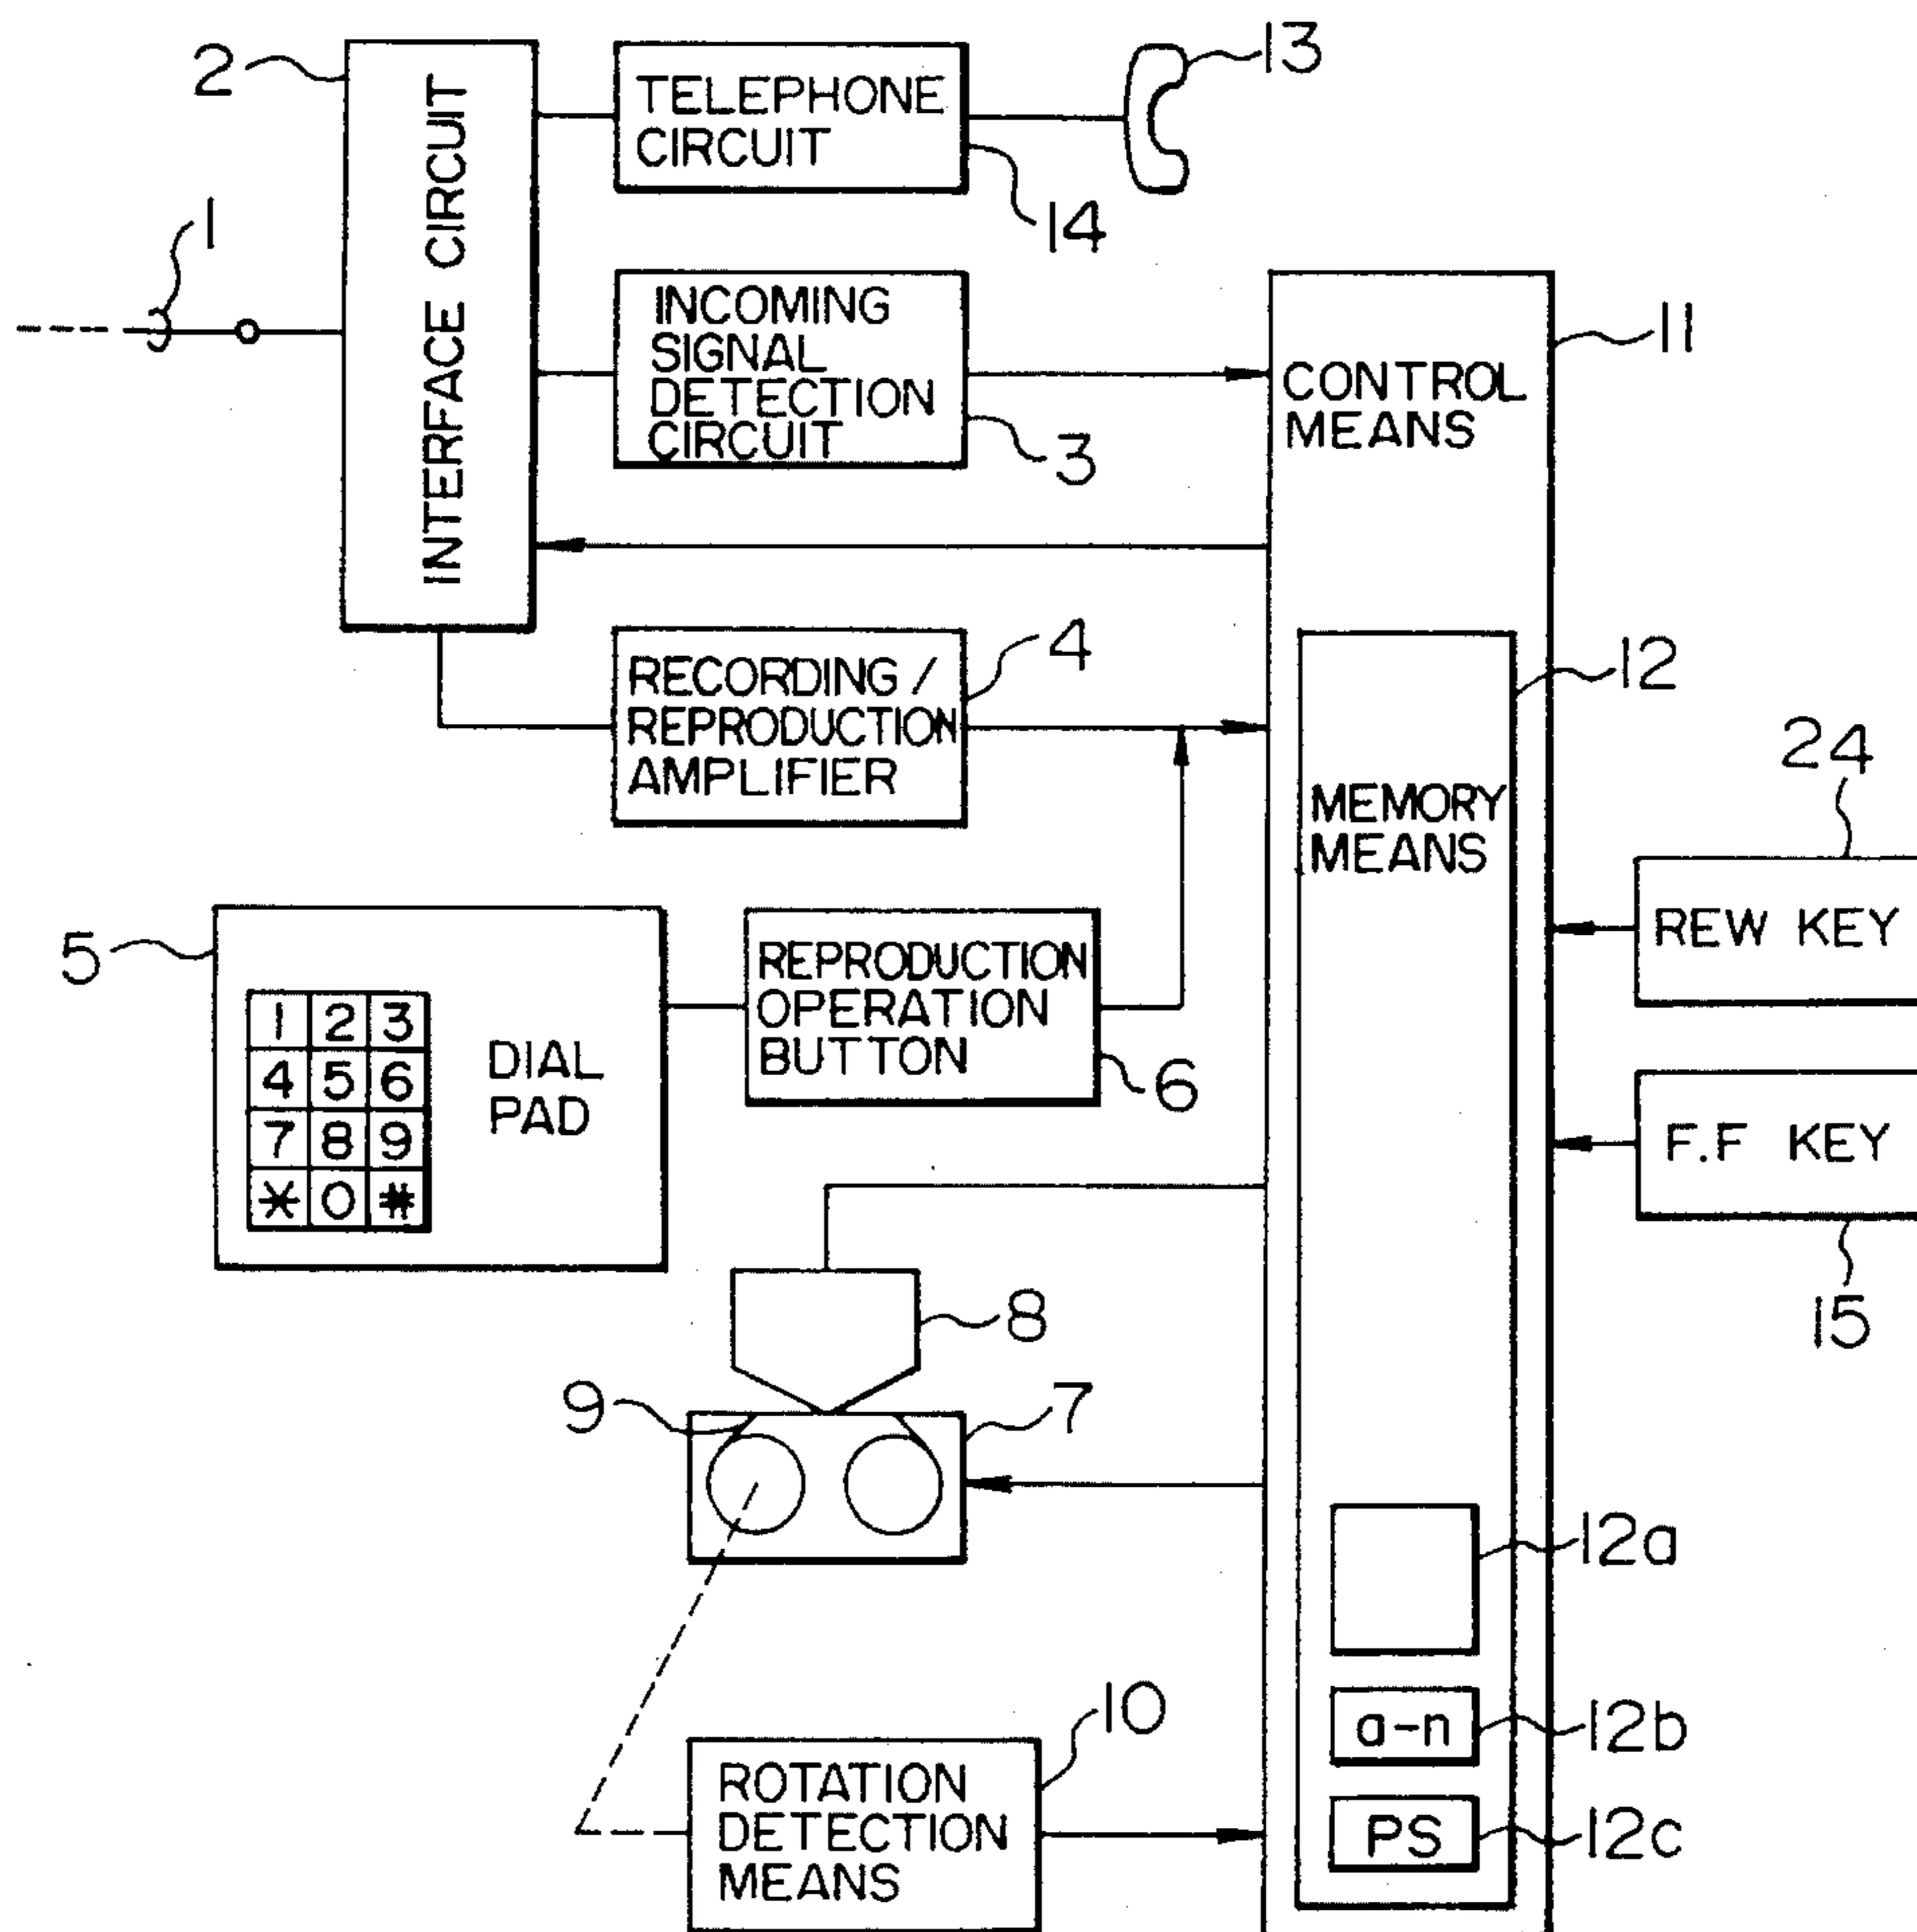 2
INTERFACE CIRCUIT
TELEPHONE
CIRCUIT
13
14
1
INCOMING
SIGNAL
DETECTION
CIRCUIT
3
CONTROL
MEANS
11
RECORDING /
REPRODUCTION
AMPLIFIER
4
12
MEMORY
MEANS
24
REW KEY
5
1 2 3
4 5 6
7 8 9
* 0 #
DIAL
PAD
REPRODUCTION
OPERATION
BUTTON
6
F.F KEY
15
8
9
7
12a
10
ROTATION
DETECTION
MEANS
a-n
12b
PS
12c